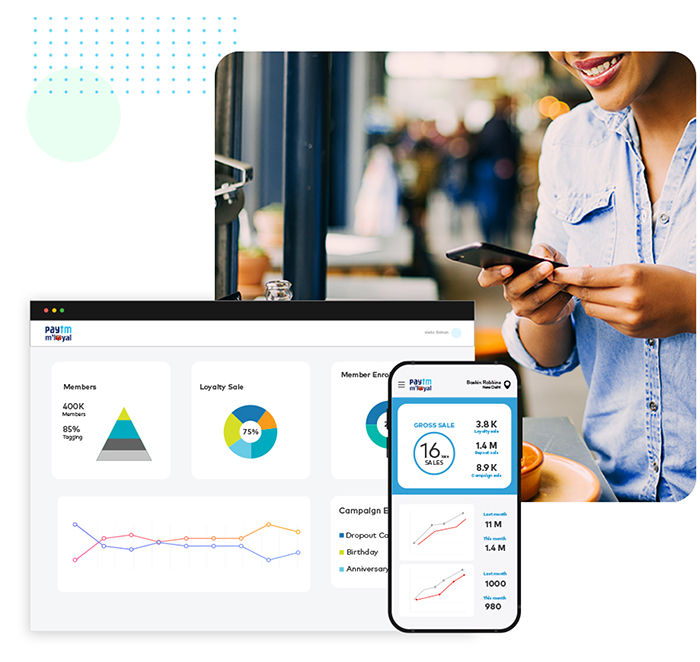 PAYTM
m'loyal
Members
400K
Members
85%
Tagging
Loyalty Sale
75%
Member Enro
Campaign E
Dropout Ca
Birthday
Anniversary
PAYTM
m'loyal
Baskin Robbins
New Delhi
GROSS SALE
16
SALES
3.8 K
Loyalty sale
1.4 M
Repeat sale
8.9 K
Campaign sale
Last month
11 M
This month
1.4 M
Last month
1000
This month
980